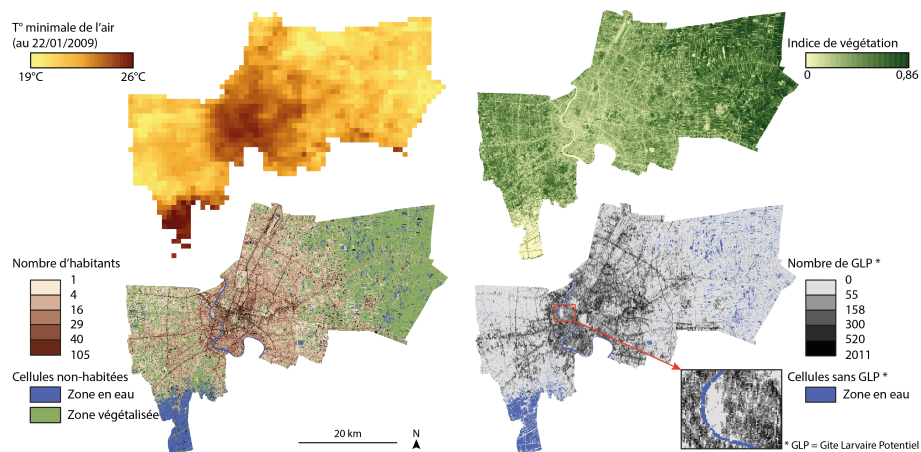 T° minimale de l'air
(au 22/01/2009)
19°C 26°C
Indice de végétation
0 0,86
Nombre d'habitants
1
4
16
29
40
105
Cellules non-habitées
Zone en eau
Zone végétalisée
20 km
N
Nombre de GLP *
0
55
158
300
520
2011
Cellules sans GLP *
Zone en eau
* GLP = Gite Larvaire Potentiel